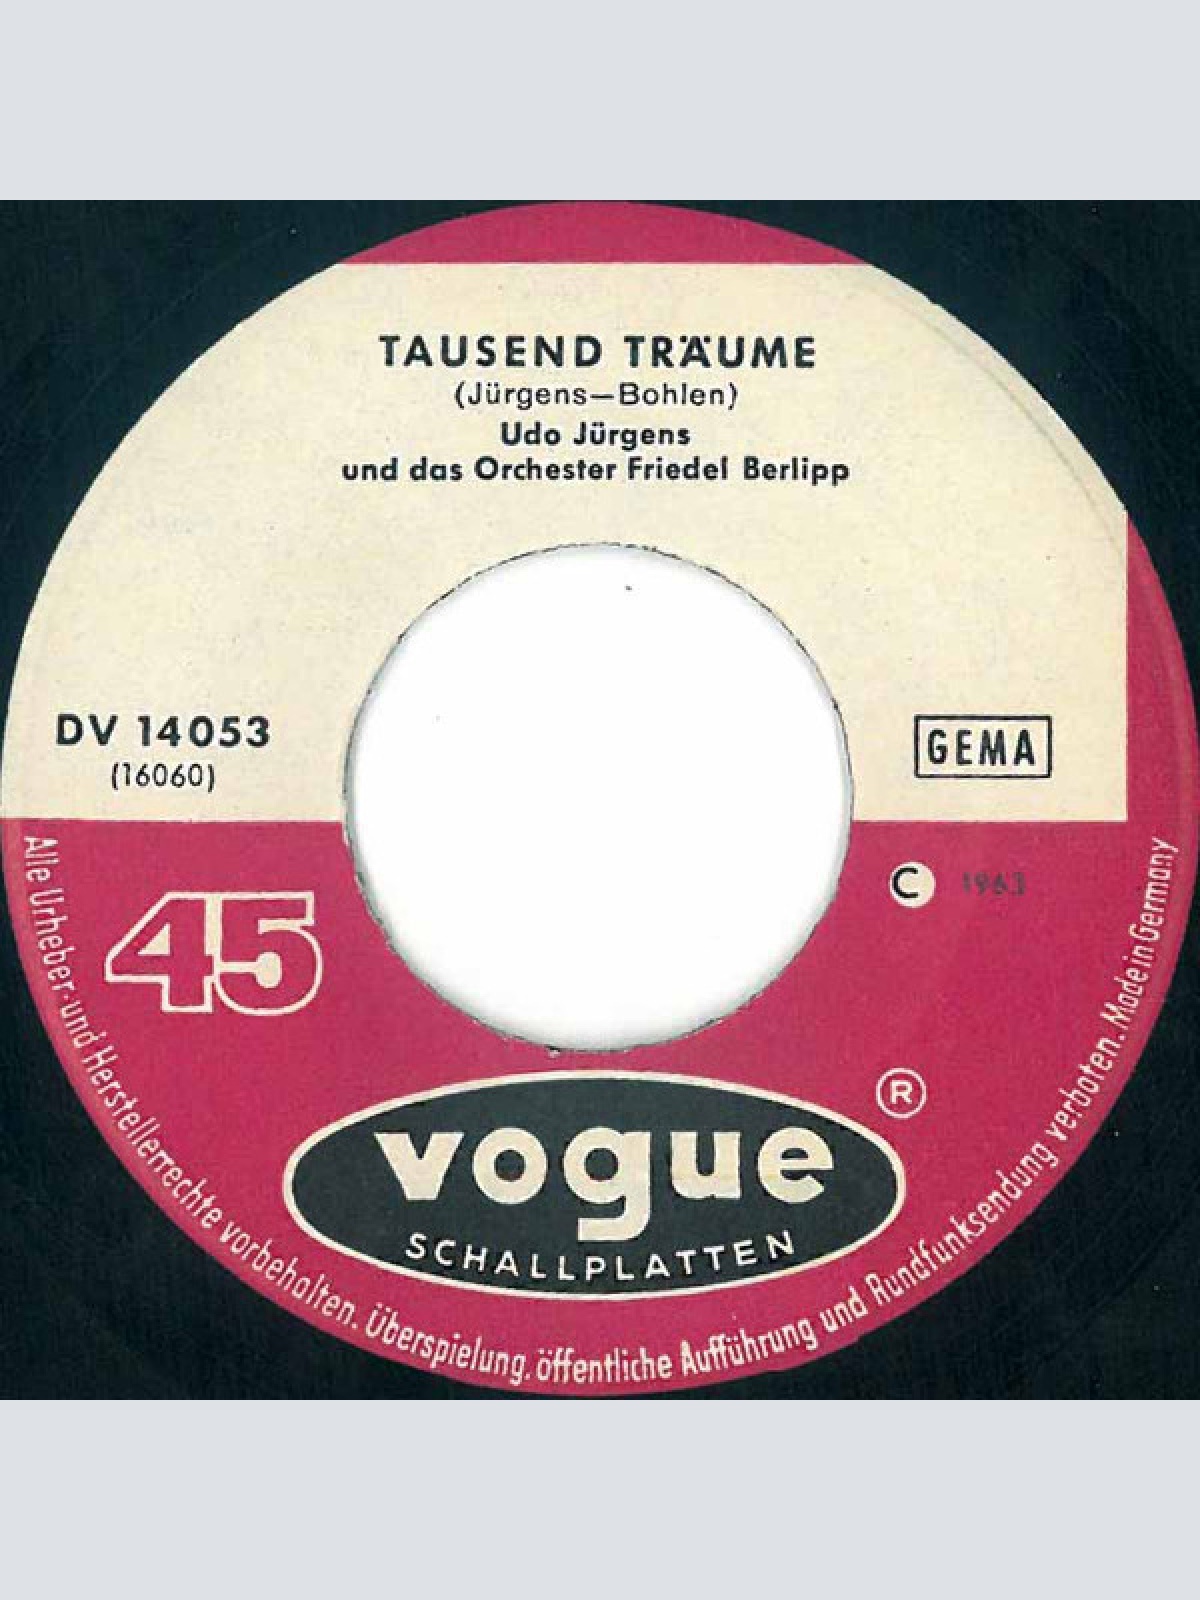 TAUSEND TRÄUME
(Jürgens—Bohlen)
Udo Jürgens
und das Orchester Friedel Berlipp
DV 14053
(16060)
GEMA
C 1963
45
R
vogue
SCHALLPLATTEN
Alle Urheber- und Herstellerrechte vorbehalten. Überspielung, öffentliche Aufführung und Rundfunksendung verboten. Made in Germany